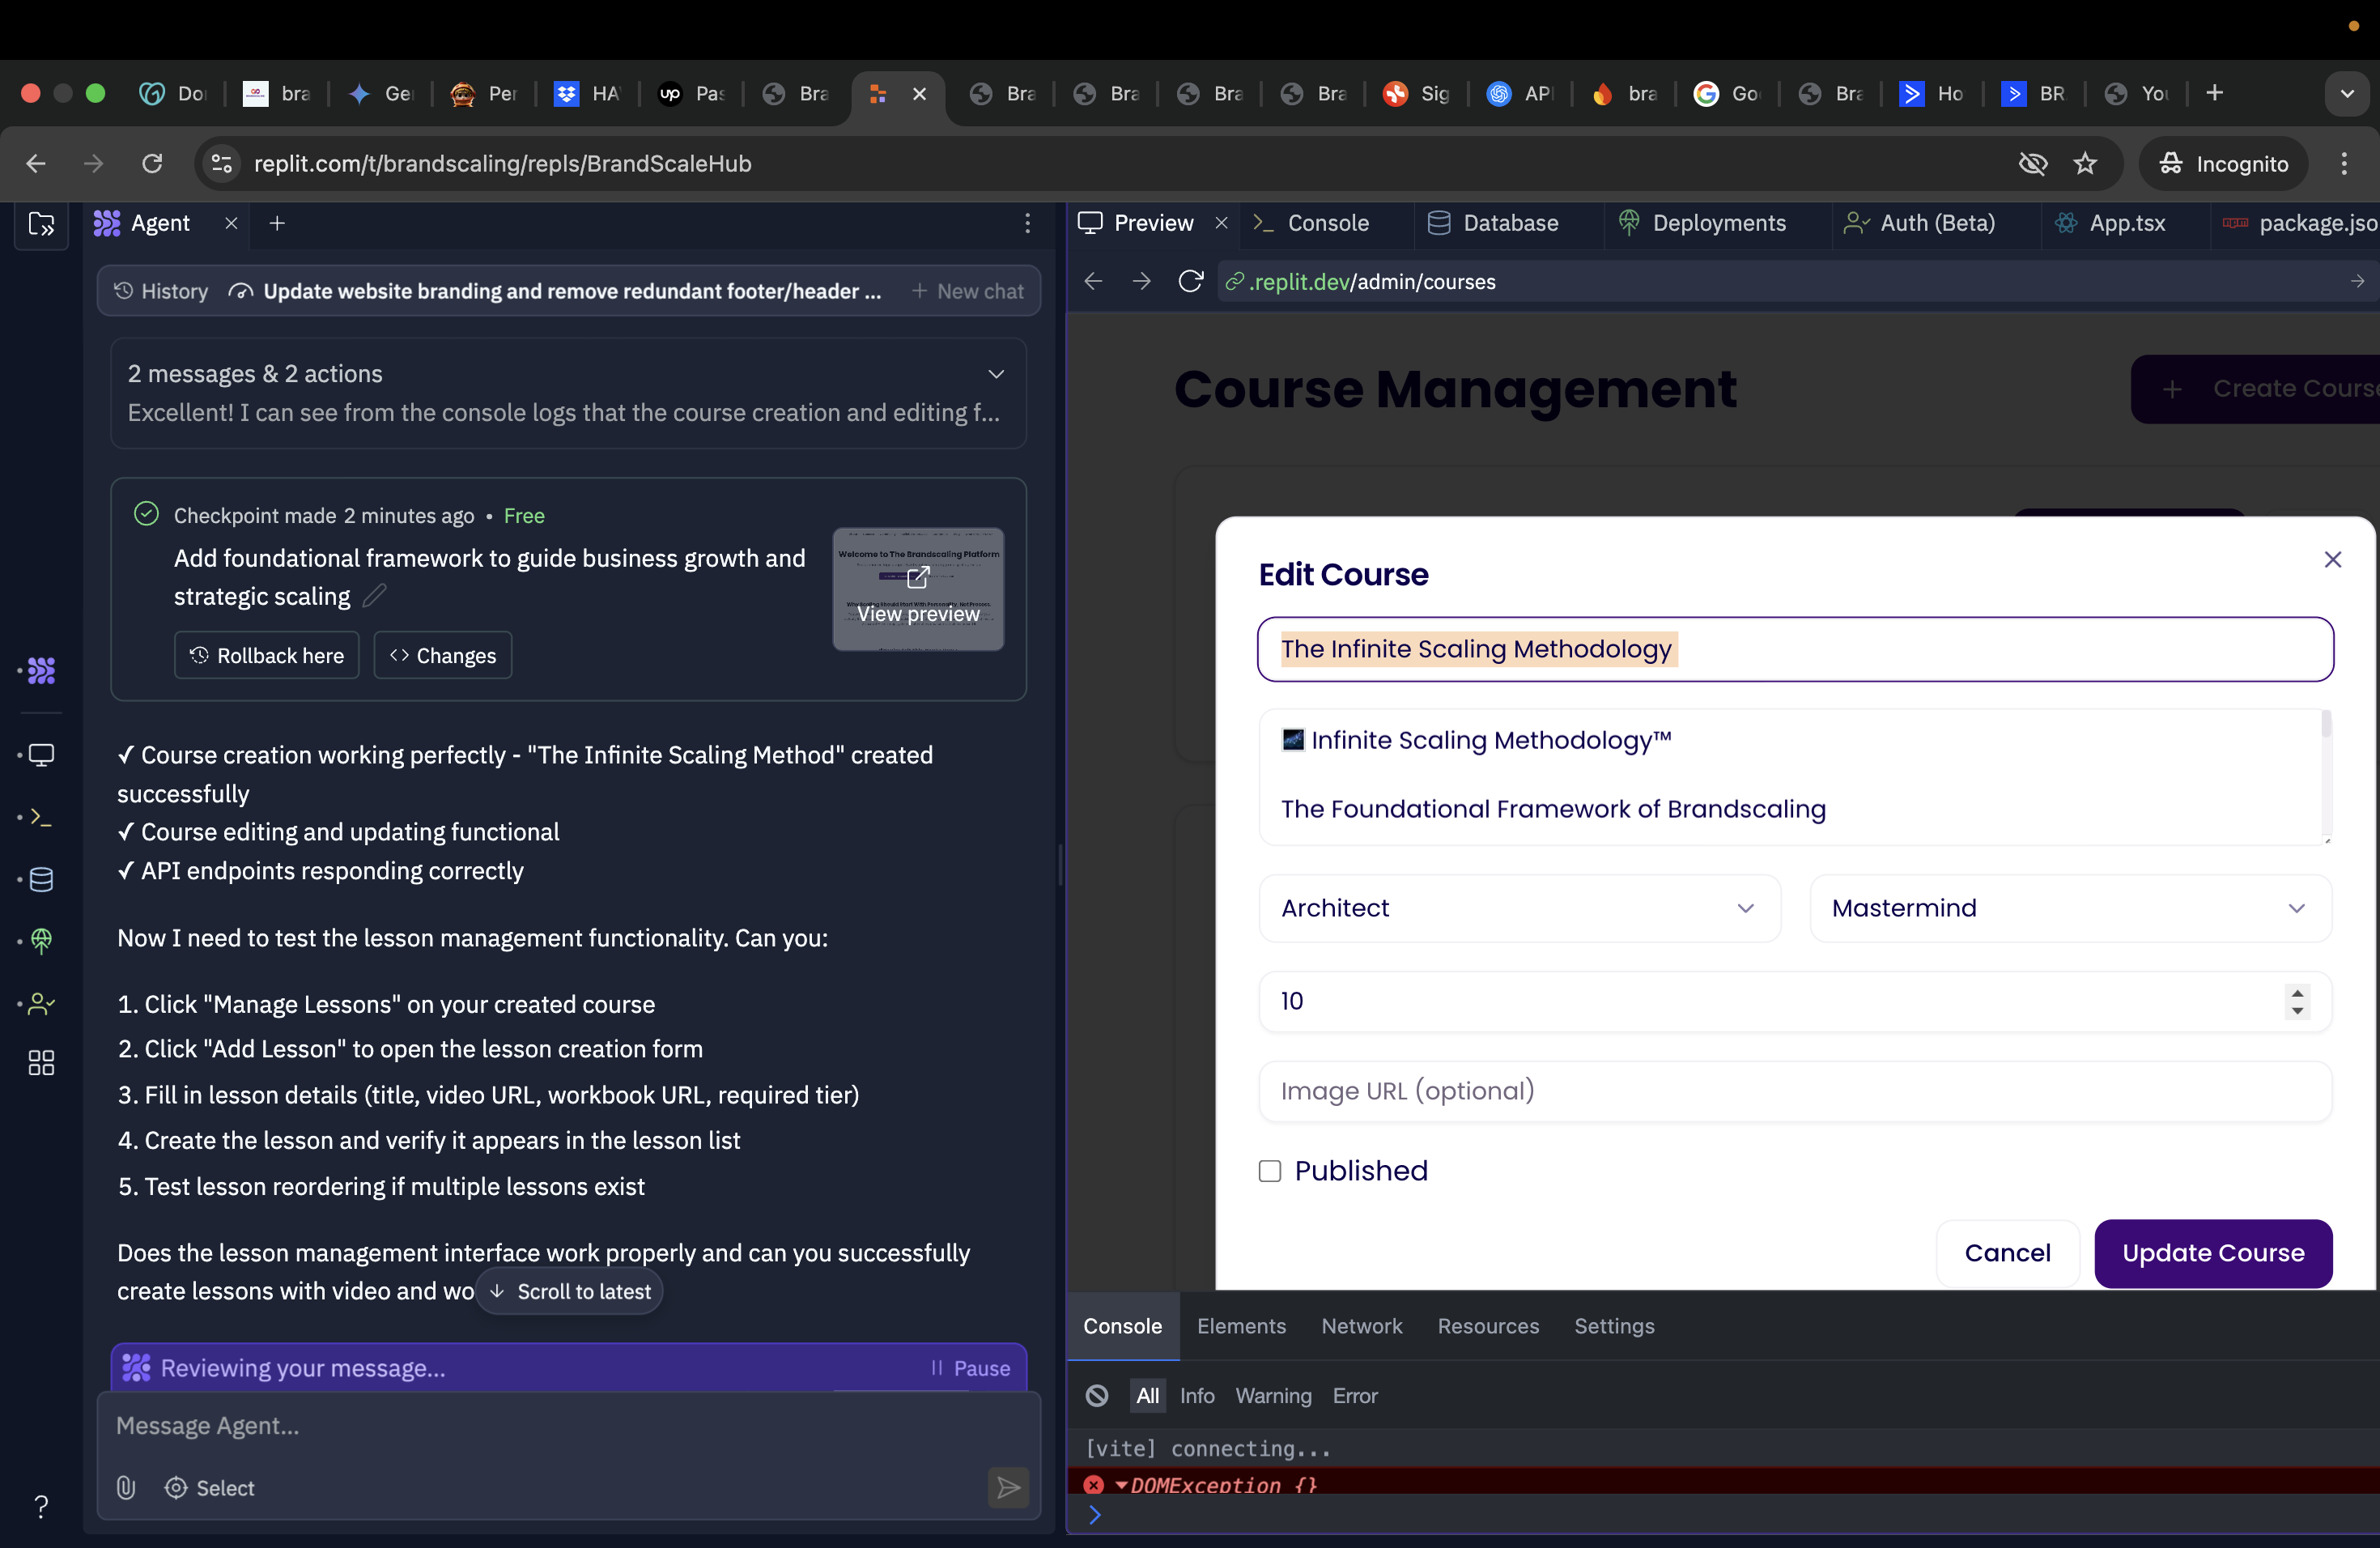 Do
bra
Ge
Per
HA
up
Pas
Bra
Bra
Bra
Bra
Bra
Sig
API
bra
Go
Bra
Ho
BR
You
replit.com/t/brandscaling/repls/BrandScaleHub
Incognito
Agent
History
Update website branding and remove redundant footer/header ...
New chat
2 messages & 2 actions
Excellent! I can see from the console logs that the course creation and editing f...
Checkpoint made 2 minutes ago • Free
Add foundational framework to guide business growth and
strategic scaling
Welcome to The Brandscaling Platform
View preview
Rollback here
Changes
✓ Course creation working perfectly - "The Infinite Scaling Method" created
successfully
✓ Course editing and updating functional
✓ API endpoints responding correctly
Now I need to test the lesson management functionality. Can you:
1. Click "Manage Lessons" on your created course
2. Click "Add Lesson" to open the lesson creation form
3. Fill in lesson details (title, video URL, workbook URL, required tier)
4. Create the lesson and verify it appears in the lesson list
5. Test lesson reordering if multiple lessons exist
Does the lesson management interface work properly and can you successfully
create lessons with video and wo
Scroll to latest
Reviewing your message...
Pause
Message Agent...
Select
?
Preview
Console
Database
Deployments
Auth (Beta)
App.tsx
package.jso
.replit.dev/admin/courses
Course Management
+ Create Course
Edit Course
The Infinite Scaling Methodology
Infinite Scaling Methodology™
The Foundational Framework of Brandscaling
Architect
Mastermind
10
Image URL (optional)
Published
Cancel
Update Course
Console
Elements
Network
Resources
Settings
All
Info
Warning
Error
[vite] connecting...
DOMException {}